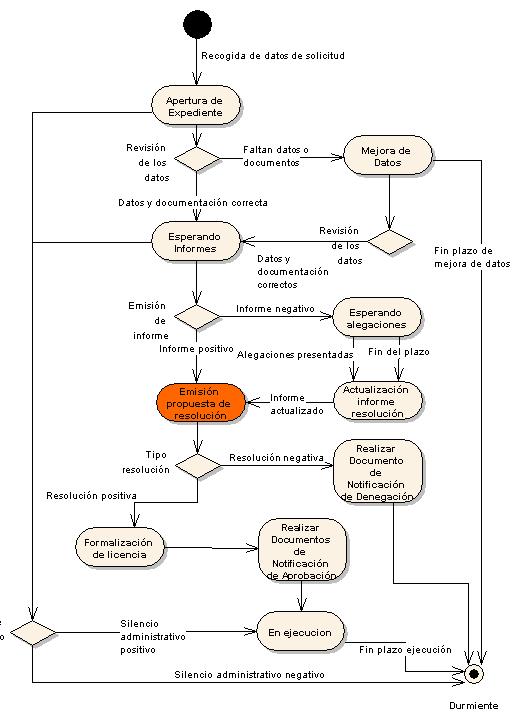 Recogida de datos de solicitud
Apertura de
Expediente
Revisión
de los
datos
Faltan datos o
documentos
Mejora de
Datos
Datos y documentación correcta
Esperando
Informes
Revisión
de los
datos
Datos y
documentación
correctos
Fin plazo de
mejora de datos
Emisión
de
informe
Informe negativo
Esperando
alegaciones
Informe positivo
Alegaciones presentadas
Fin del plazo
Emisión
propuesta de
resolución
Informe
actualizado
Actualización
informe
resolución
Tipo
resolución
Resolución negativa
Realizar
Documento
de
Notificación
de Denegación
Resolución positiva
Formalización
de licencia
Realizar
Documentos
de
Notificación
de Aprobación
Silencio
administrativo
positivo
En ejecucion
Fin plazo ejecución
Silencio administrativo negativo
Durmiente